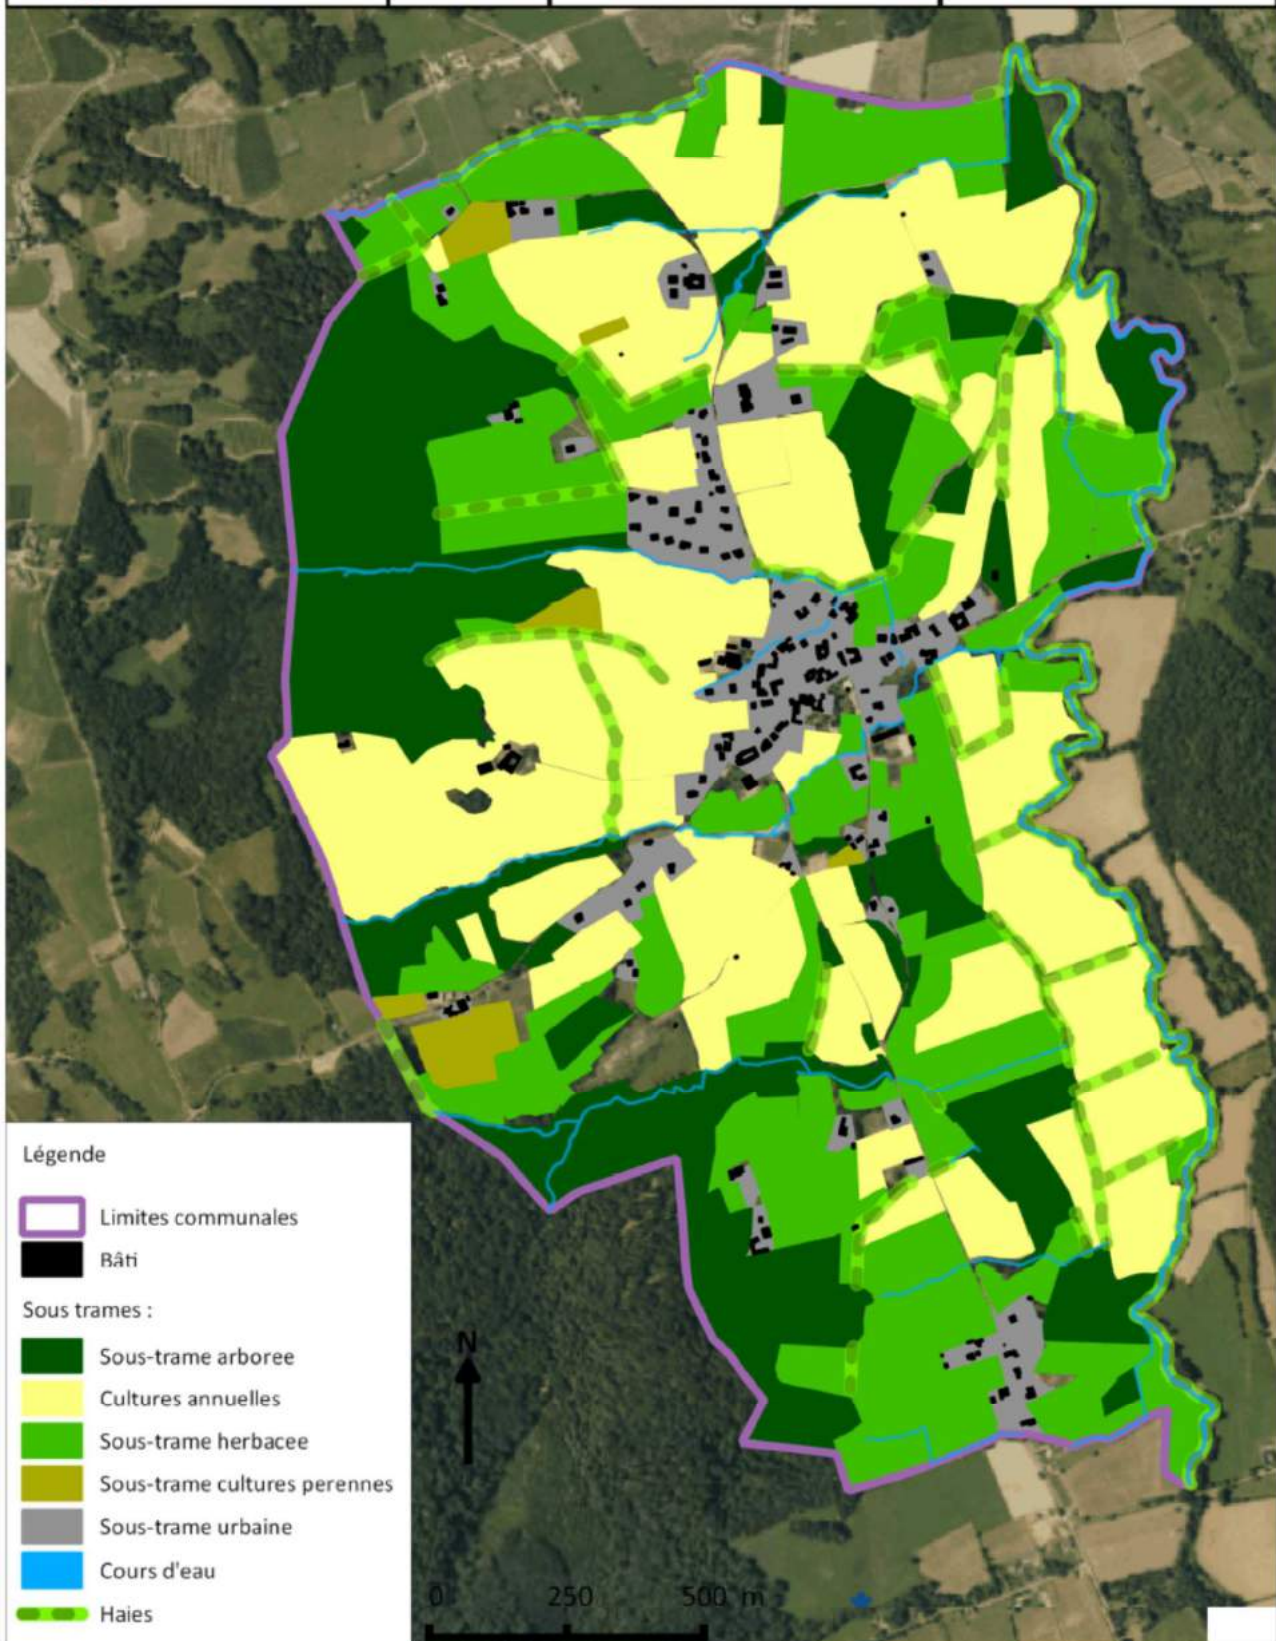 N
Légende
Limites communales
Bâti
Sous trames :
Sous-trame arboree
Cultures annuelles
Sous-trame herbacee
Sous-trame cultures perennes
Sous-trame urbaine
Cours d'eau
Haies
0 250 500 m